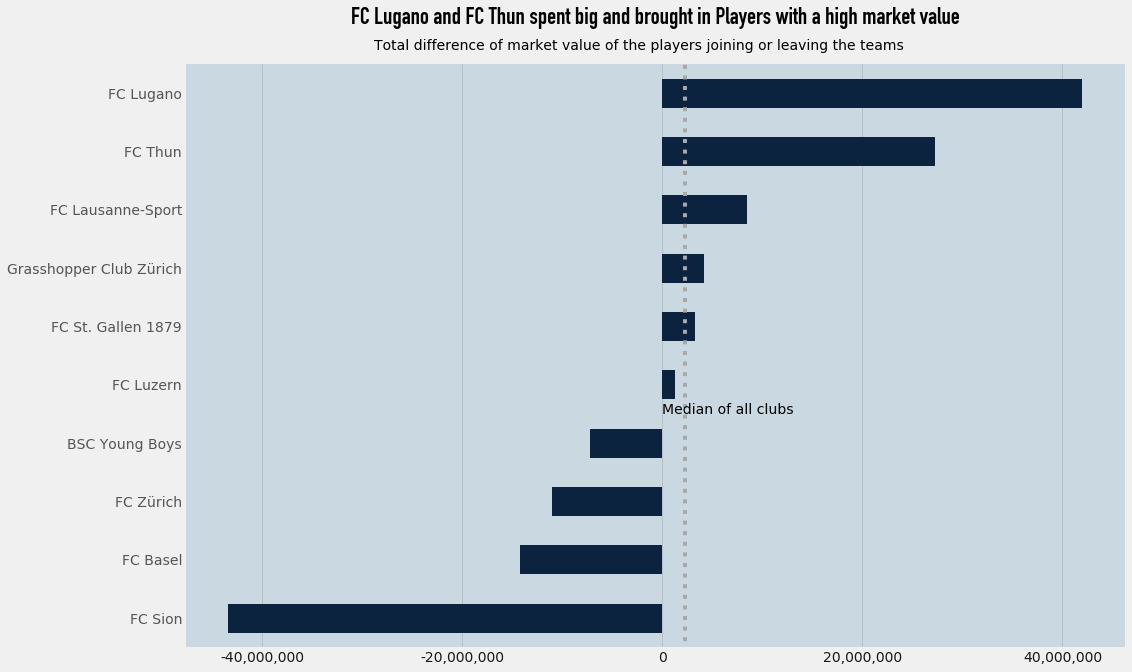 FC Lugano and FC Thun spent big and brought in Players with a high market value
Total difference of market value of the players joining or leaving the teams
FC Lugano
FC Thun
FC Lausanne-Sport
Grasshopper Club Zürich
FC St. Gallen 1879
FC Luzern
Median of all clubs
BSC Young Boys
FC Zürich
FC Basel
FC Sion
-40,000,000 -20,000,000 0 20,000,000 40,000,000